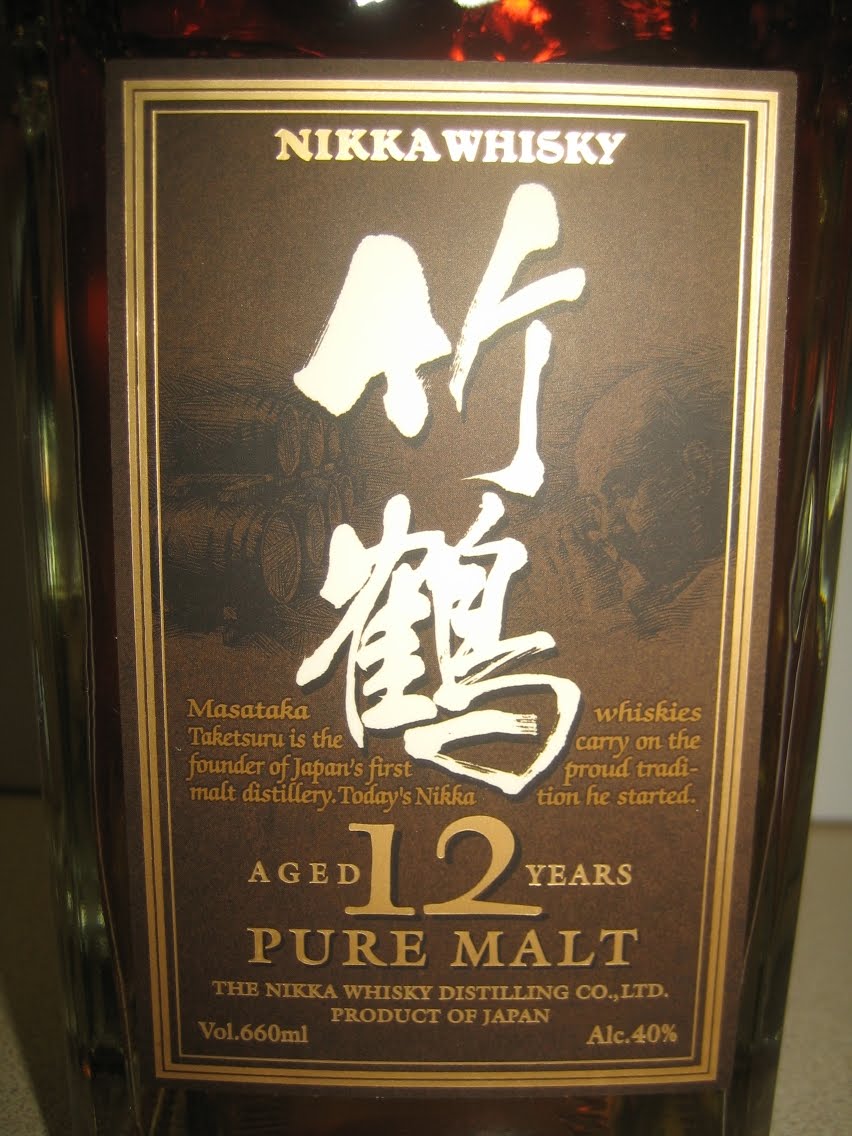 NIKKA WHISKY
竹鶴
Masataka
Taketsuru is the
founder of Japan's first
malt distillery. Today's Nikka
whiskies
carry on the
proud tradi-
tion he started.
AGED 12 YEARS
PURE MALT
THE NIKKA WHISKY DISTILLING CO., LTD.
PRODUCT OF JAPAN
Vol.660ml Alc.40%